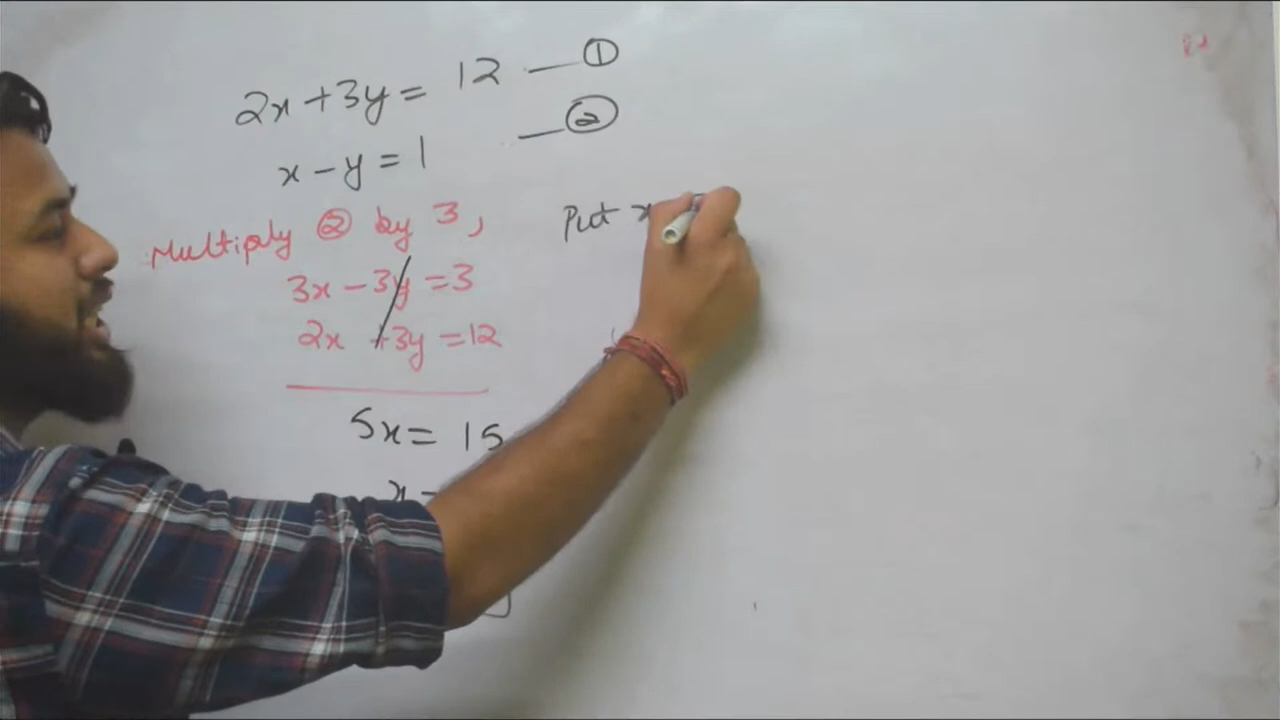 2x + 3y = 12 — ①
x - y = 1 — ②
Multiply ② by 3,
3x - 3y = 3
2x + 3y = 12
5x = 15
x =
Put x